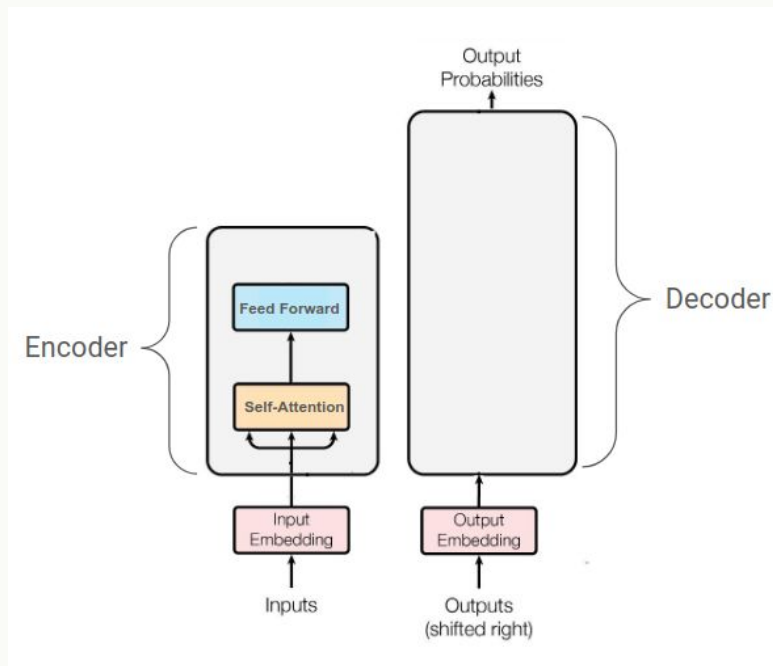 Output
Probabilities
Feed Forward
Encoder
Self-Attention
Decoder
Input
Embedding
Output
Embedding
Inputs
Outputs
(shifted right)